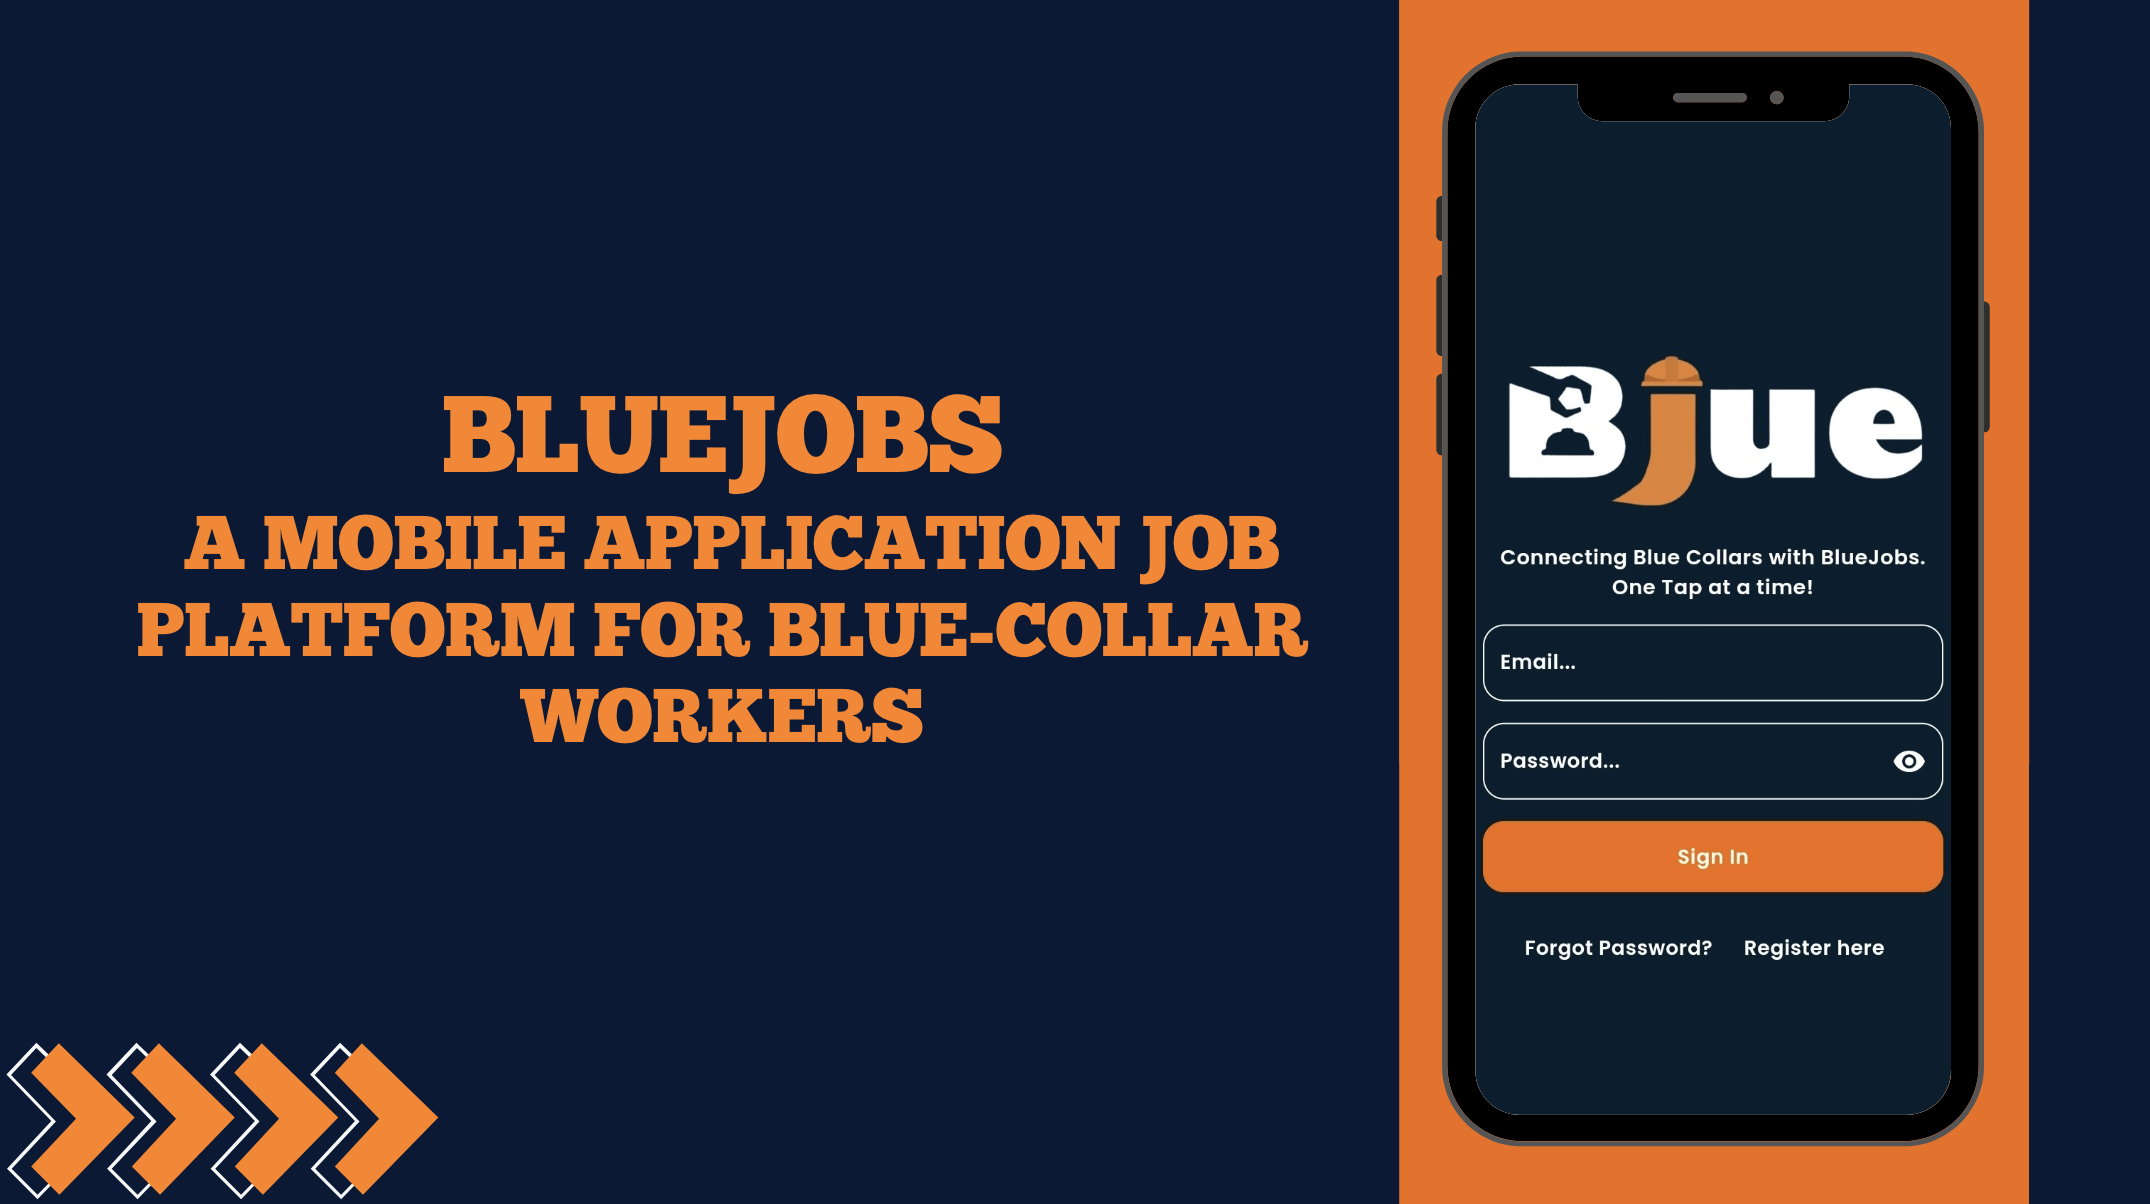 BLUEJOBS
A MOBILE APPLICATION JOB
PLATFORM FOR BLUE-COLLAR
WORKERS
Bjue
Connecting Blue Collars with BlueJobs.
One Tap at a time!
Email...
Password...
Sign In
Forgot Password? Register here